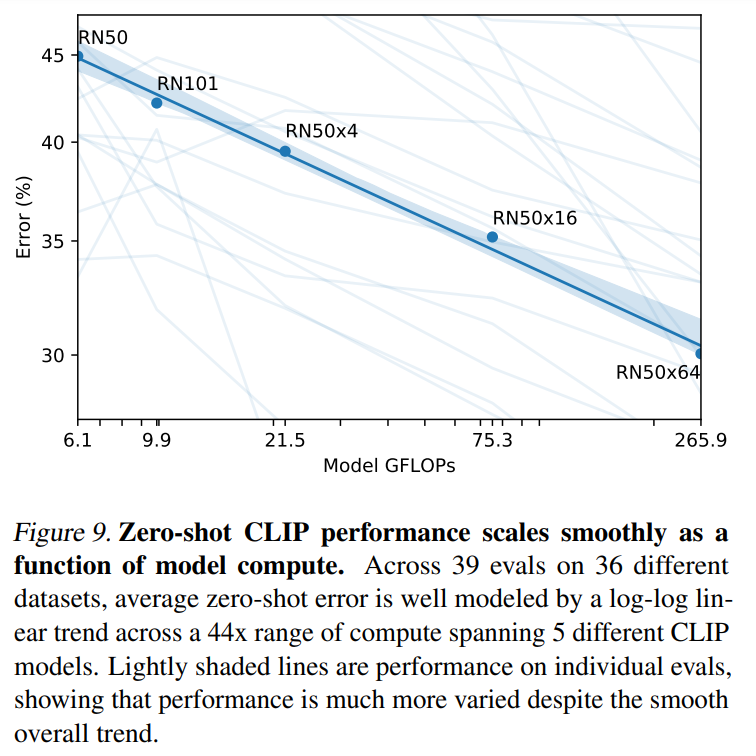 RN50
RN101
RN50x4
RN50x16
RN50x64
45
40
35
30
Error (%)
6.1 9.9 21.5 75.3 265.9
Model GFLOPs
Figure 9. Zero-shot CLIP performance scales smoothly as a
function of model compute. Across 39 evals on 36 different
datasets, average zero-shot error is well modeled by a log-log lin-
ear trend across a 44x range of compute spanning 5 different CLIP
models. Lightly shaded lines are performance on individual evals,
showing that performance is much more varied despite the smooth
overall trend.